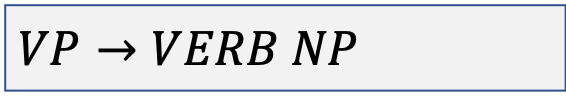 VP → VERB NP